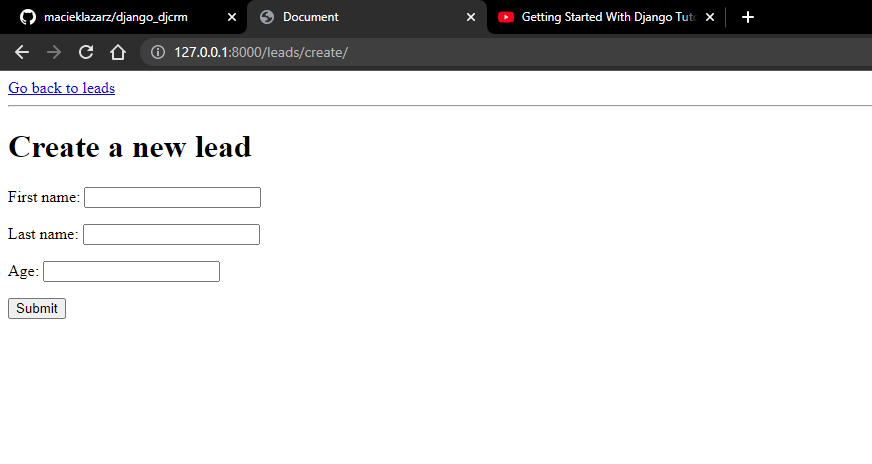 macieklazarz/django_djcrm
Document
Getting Started With Django Tuto
127.0.0.1:8000/leads/create/
Go back to leads
Create a new lead
First name:
Last name:
Age:
Submit